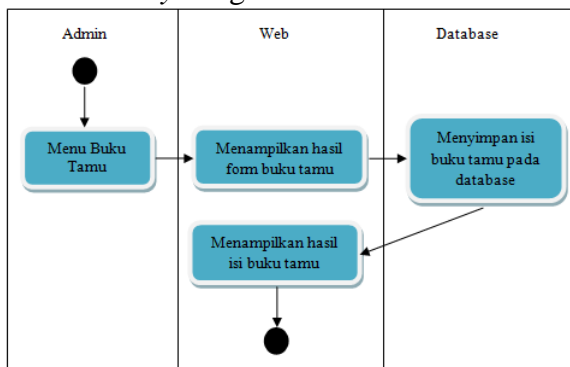 Admin
Web
Database
Menu Buku
Tamu
Menampilkan hasil
form buku tamu
Menyimpan isi
buku tamu pada
database
Menampilkan hasil
isi buku tamu